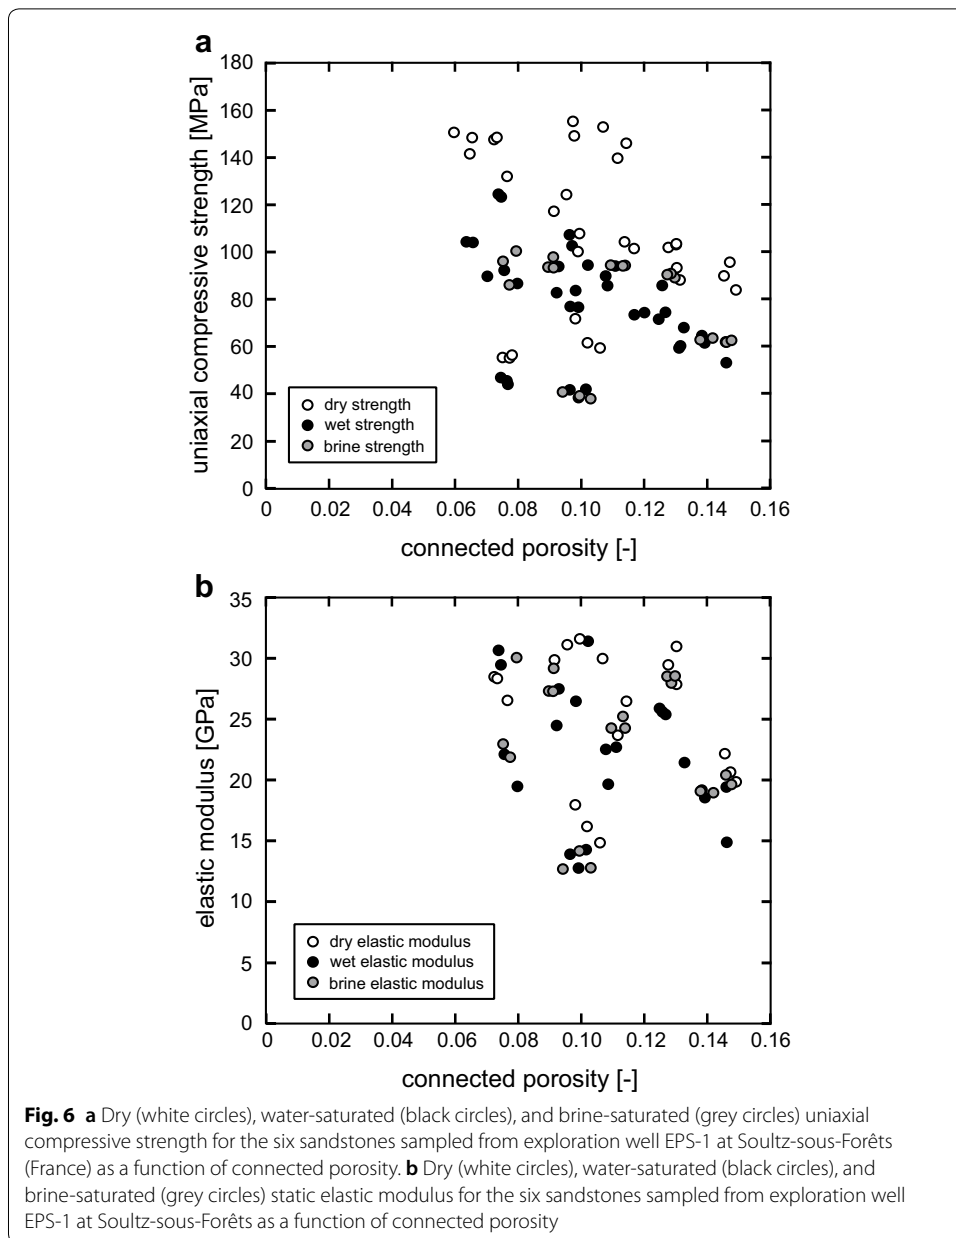 a
180
160
140
120
100
80
60
40
20
0
uniaxial compressive strength [MPa]
dry strength
wet strength
brine strength
0 0.02 0.04 0.06 0.08 0.10 0.12 0.14 0.16
connected porosity [-]
b
35
30
25
20
15
10
5
0
elastic modulus [GPa]
dry elastic modulus
wet elastic modulus
brine elastic modulus
0 0.02 0.04 0.06 0.08 0.10 0.12 0.14 0.16
connected porosity [-]
Fig. 6 a Dry (white circles), water-saturated (black circles), and brine-saturated (grey circles) uniaxial
compressive strength for the six sandstones sampled from exploration well EPS-1 at Soultz-sous-Forêts
(France) as a function of connected porosity. b Dry (white circles), water-saturated (black circles), and
brine-saturated (grey circles) static elastic modulus for the six sandstones sampled from exploration well
EPS-1 at Soultz-sous-Forêts as a function of connected porosity